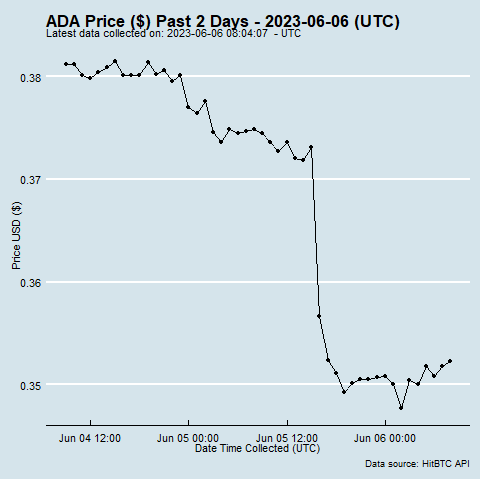 ADA Price ($) Past 2 Days - 2023-06-06 (UTC)
Latest data collected on: 2023-06-06 08:04:07  - UTC
0.38
0.37
0.36
0.35
Price USD ($)
Jun 04 12:00 Jun 05 00:00 Jun 05 12:00 Jun 06 00:00
Date Time Collected (UTC)
Data source: HitBTC API